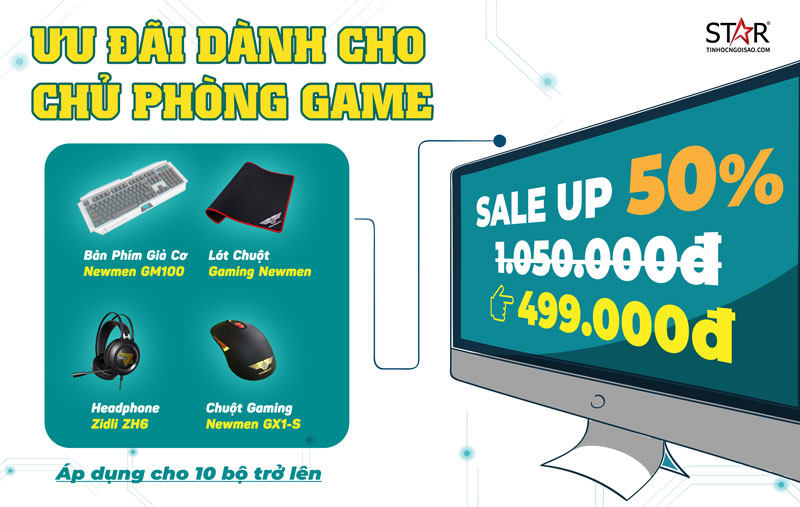 ƯU ĐÃI DÀNH CHO
CHỦ PHÒNG GAME
STAR®
TINHOCNGOISAO.COM
Bàn Phím Giả Cơ
Newmen GM100
Lót Chuột
Gaming Newmen
Headphone
Zidli ZH6
Chuột Gaming
Newmen GX1-S
Áp dụng cho 10 bộ trở lên
SALE UP 50%
1.050.000đ
499.000đ